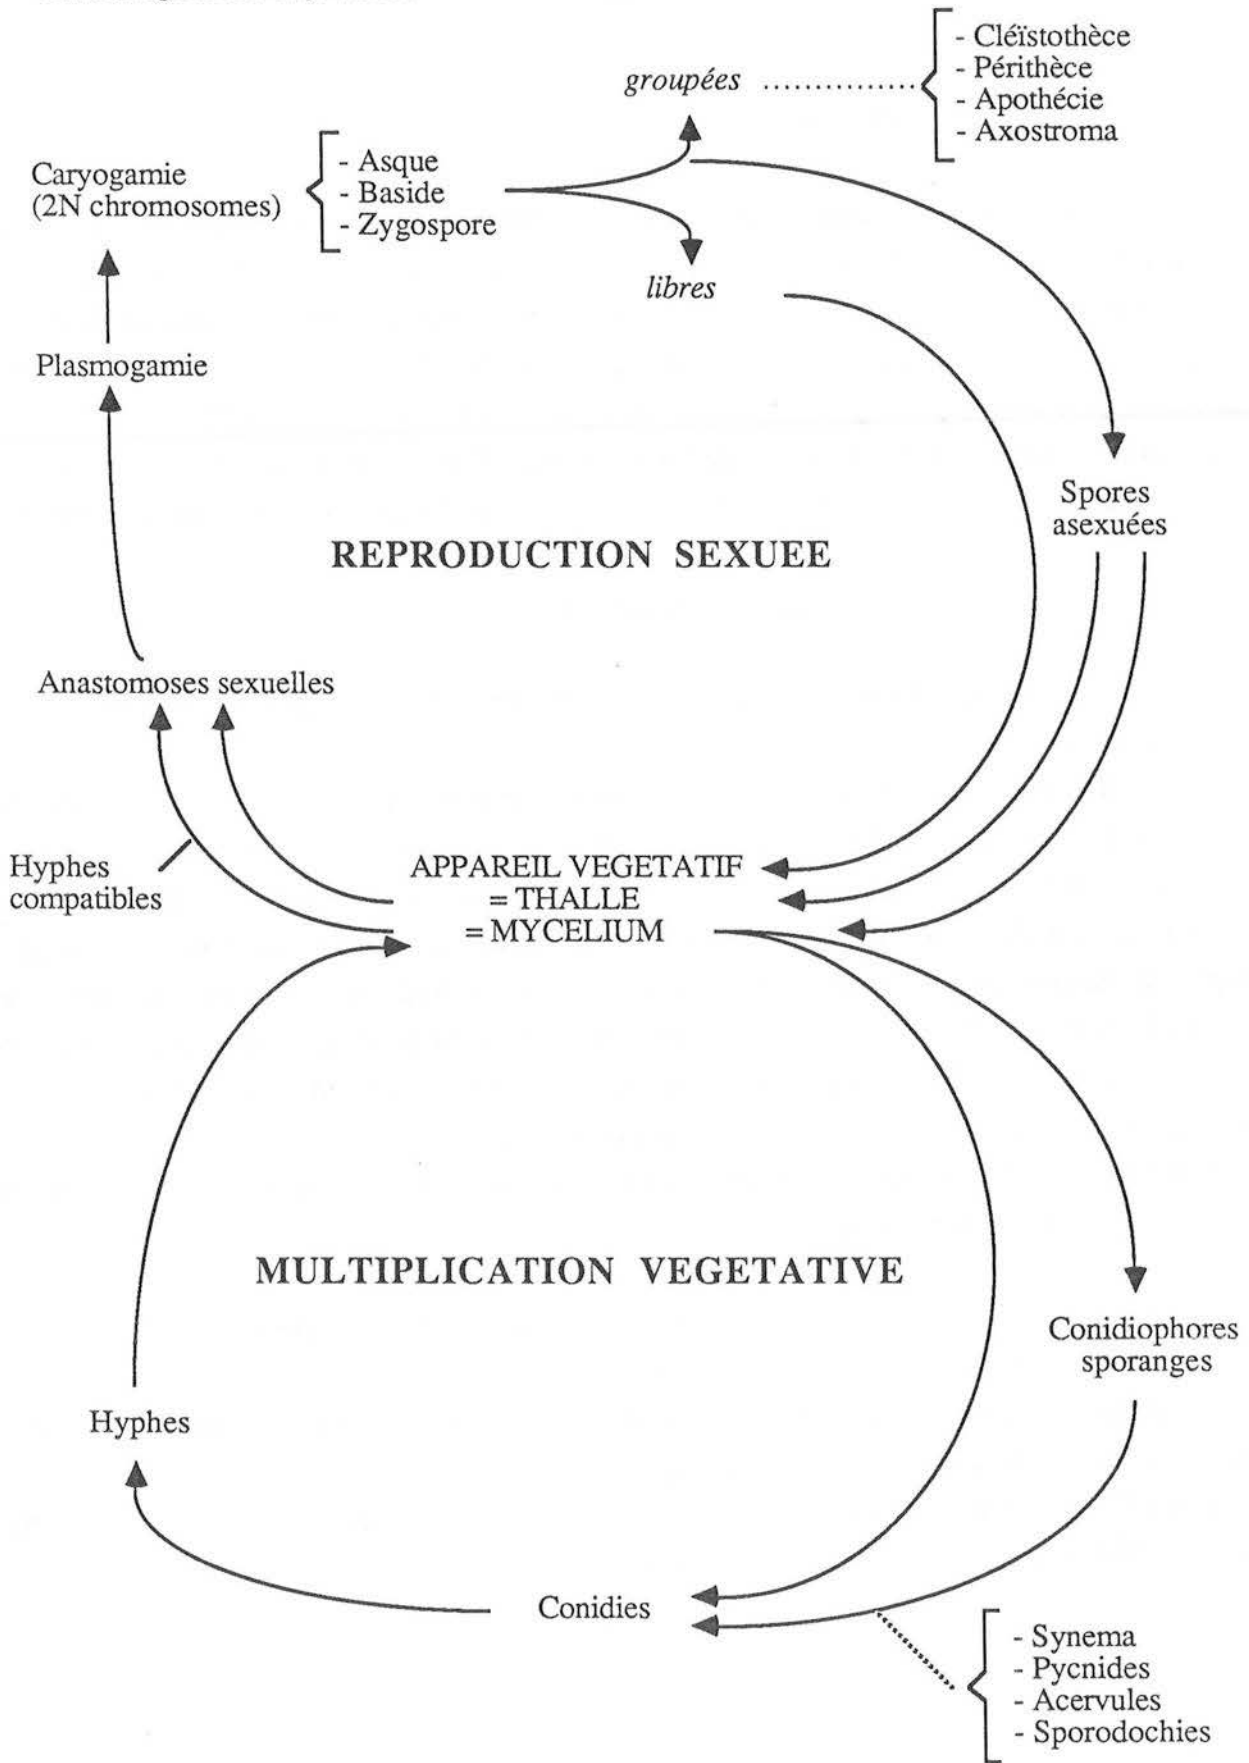 - Cléïstothèce
- Périthèce
- Apothécie
- Axostroma
groupées
Caryogamie
(2N chromosomes)
- Asque
- Baside
- Zygospore
libres
Plasmogamie
Spores
asexuées
REPRODUCTION SEXUEE
Anastomoses sexuelles
Hyphes
compatibles
APPAREIL VEGETATIF
= THALLE
= MYCELIUM
MULTIPLICATION VEGETATIVE
Conidiophores
sporanges
Hyphes
Conidies
- Synema
- Pycnides
- Acervules
- Sporodochies